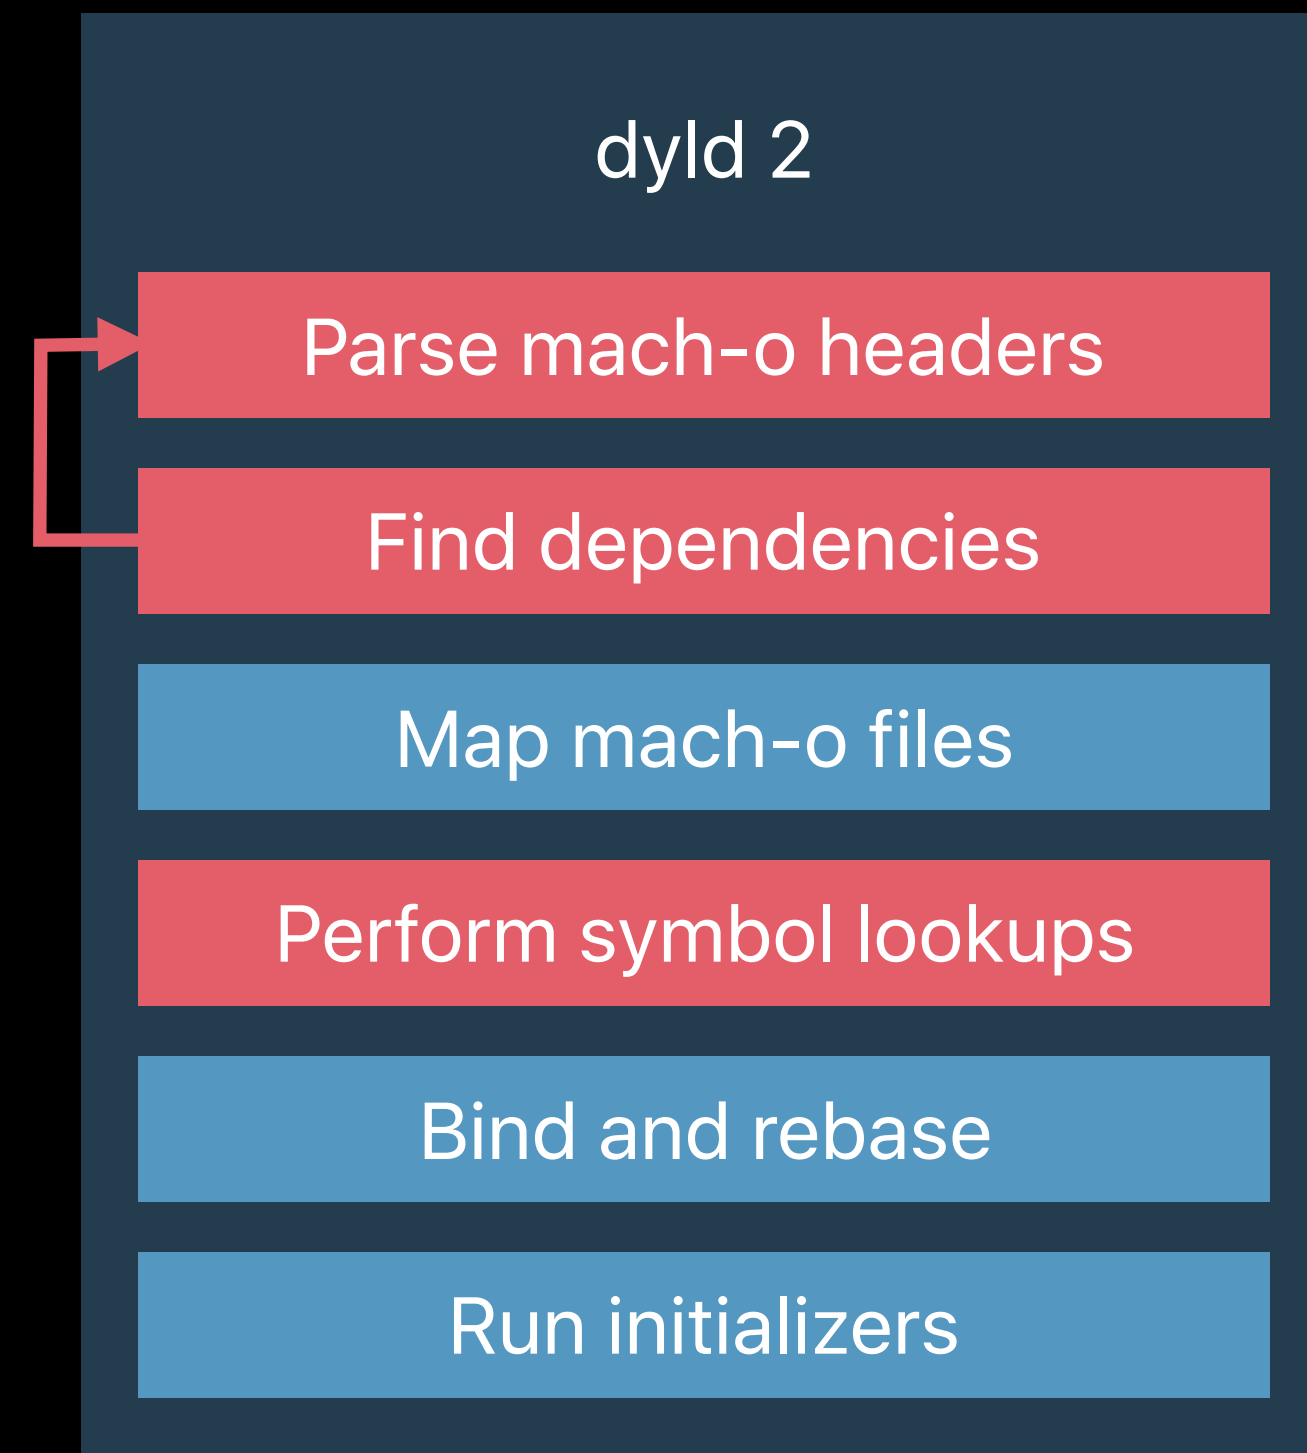 dyld 2
Parse mach-o headers
Find dependencies
Map mach-o files
Perform symbol lookups
Bind and rebase
Run initializers